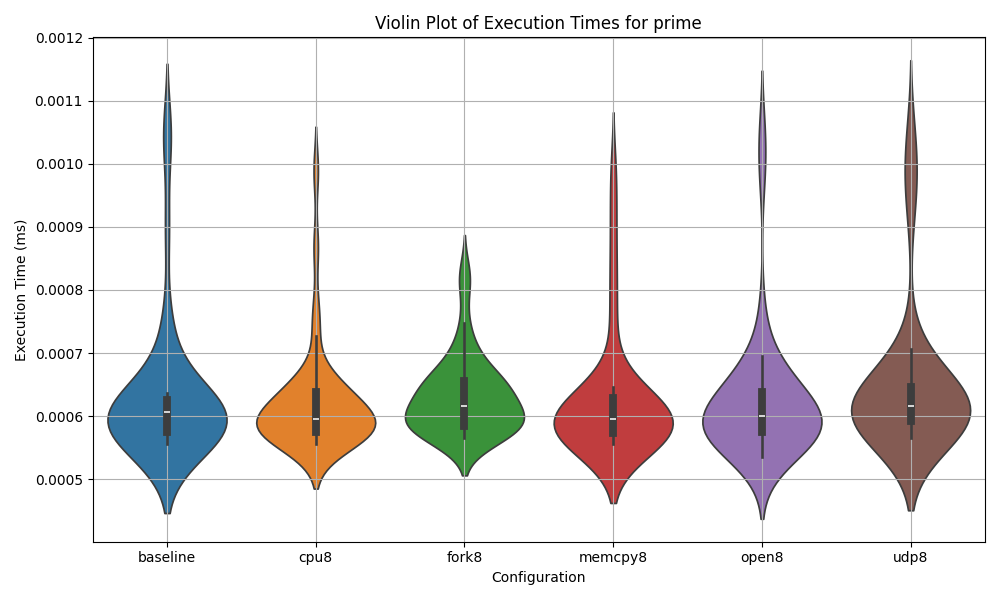 Violin Plot of Execution Times for prime
Execution Time (ms)
0.0012
0.0011
0.0010
0.0009
0.0008
0.0007
0.0006
0.0005
baseline cpu8 fork8 memcpy8 open8 udp8
Configuration